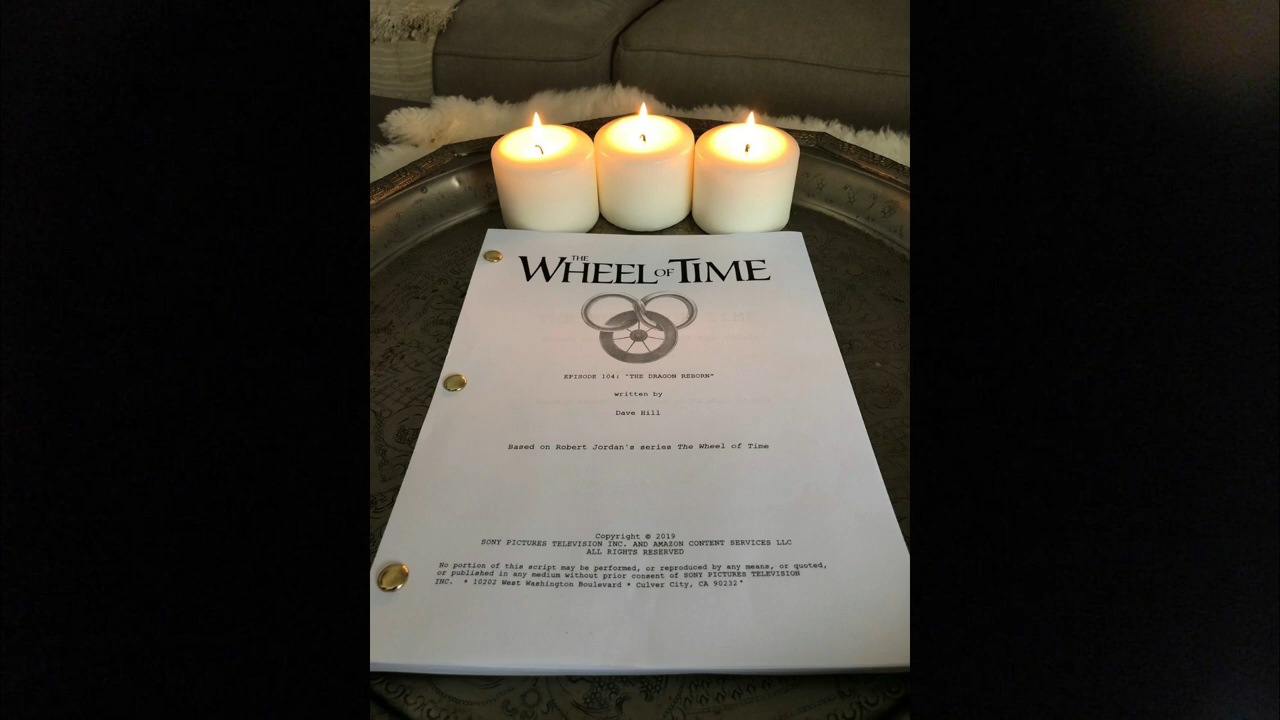 THE WHEEL OF TIME
EPISODE 104: "THE DRAGON REBORN"
written by
Dave Hill
Based on Robert Jordan's series The Wheel of Time
Copyright © 2019
SONY PICTURES TELEVISION INC. AND AMAZON CONTENT SERVICES LLC
ALL RIGHTS RESERVED
No portion of this script may be performed, or reproduced by any means, or quoted,
or published in any medium without prior consent of SONY PICTURES TELEVISION
INC. * 10202 West Washington Boulevard * Culver City, CA 90232 *